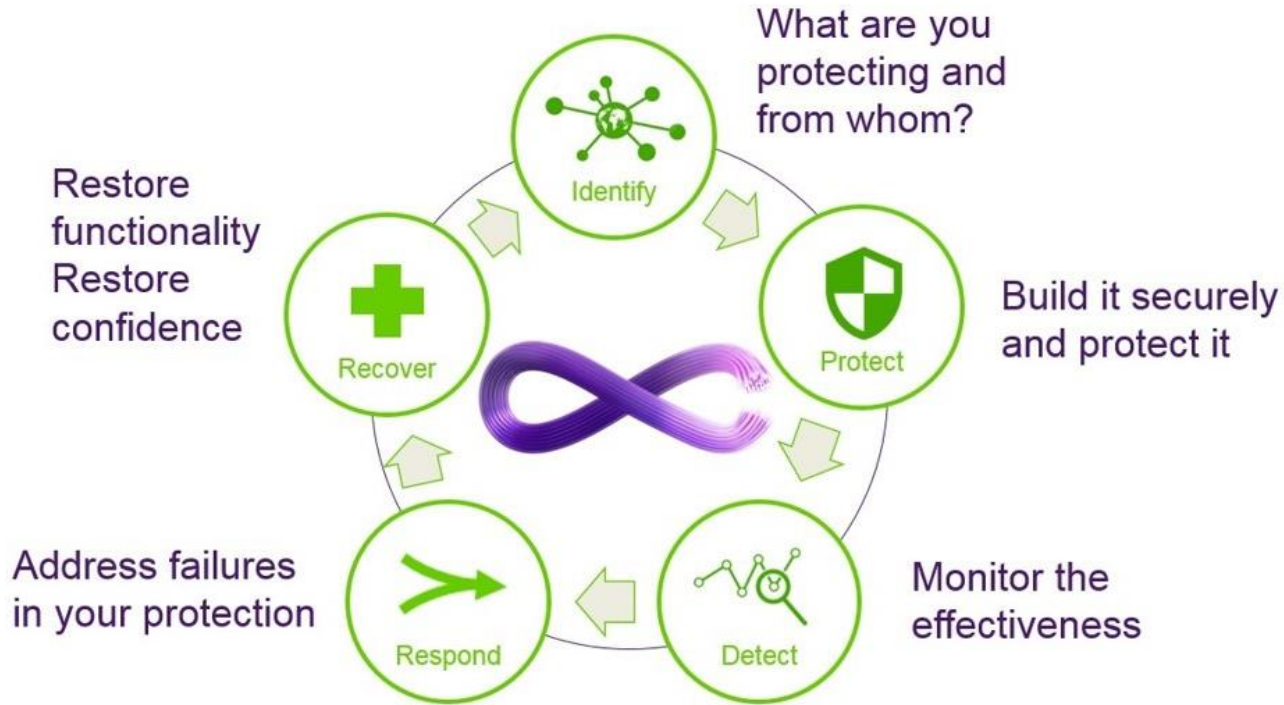 What are you
protecting and
from whom?
Identify
Build it securely
and protect it
Protect
Monitor the
effectiveness
Detect
Address failures
in your protection
Respond
Restore
functionality
Restore
confidence
Recover